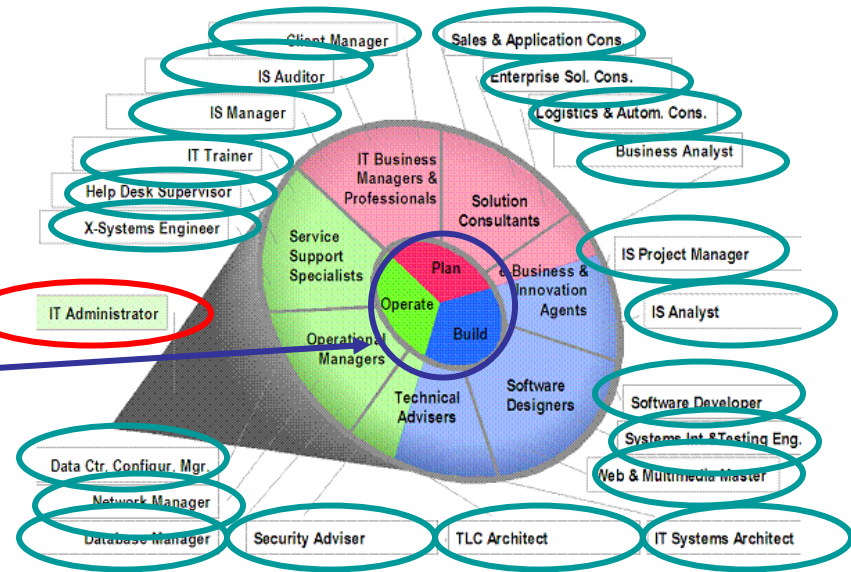 Client Manager
Sales & Application Cons.
IS Auditor
Enterprise Sol. Cons.
IS Manager
Logistics & Autom. Cons.
IT Trainer
Business Analyst
Help Desk Supervisor
X-Systems Engineer
IT Business
Managers &
Professionals
Solution
Consultants
Service
Support
Specialists
Plan
e-Business &
Innovation
Agents
IS Project Manager
Operate
Build
IT Administrator
IS Analyst
Operational
Managers
Technical
Advisers
Software
Designers
Software Developer
Systems Int.&Testing Eng.
Data Ctr. Configur. Mgr.
Web & Multimedia Master
Network Manager
Database Manager
Security Adviser
TLC Architect
IT Systems Architect